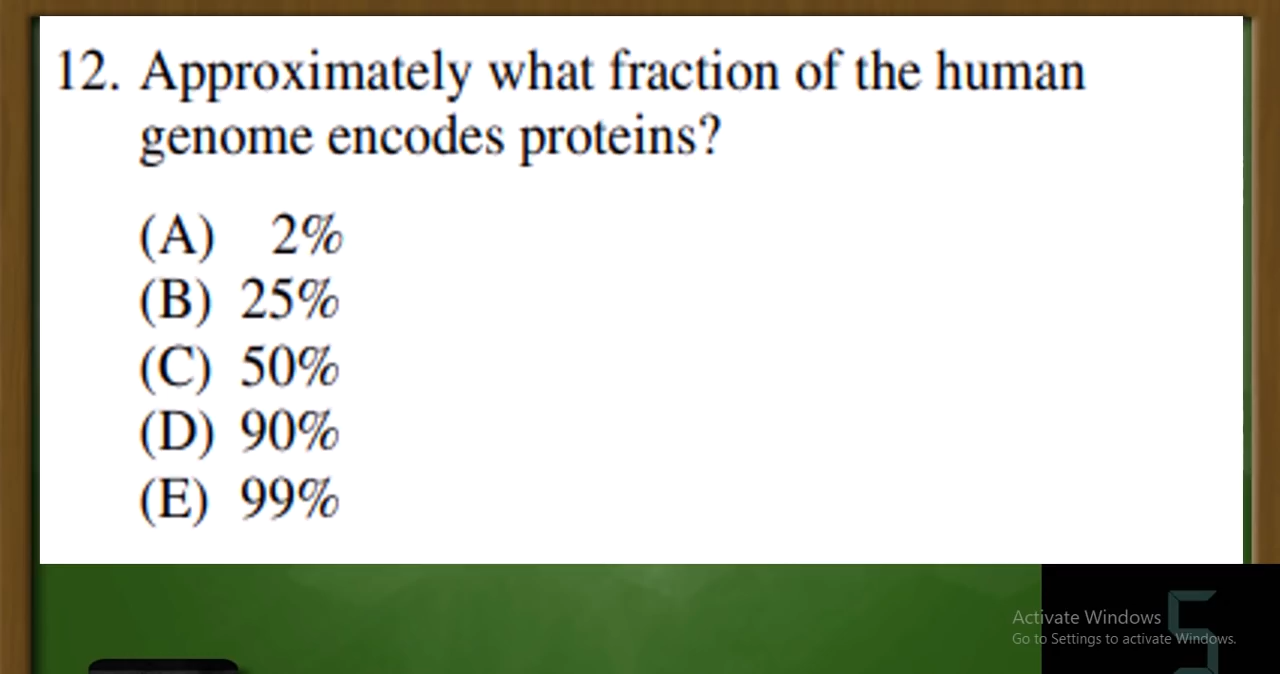 12. Approximately what fraction of the human
genome encodes proteins?
(A) 2%
(B) 25%
(C) 50%
(D) 90%
(E) 99%
Activate Windows
Go to Settings to activate Windows.
5